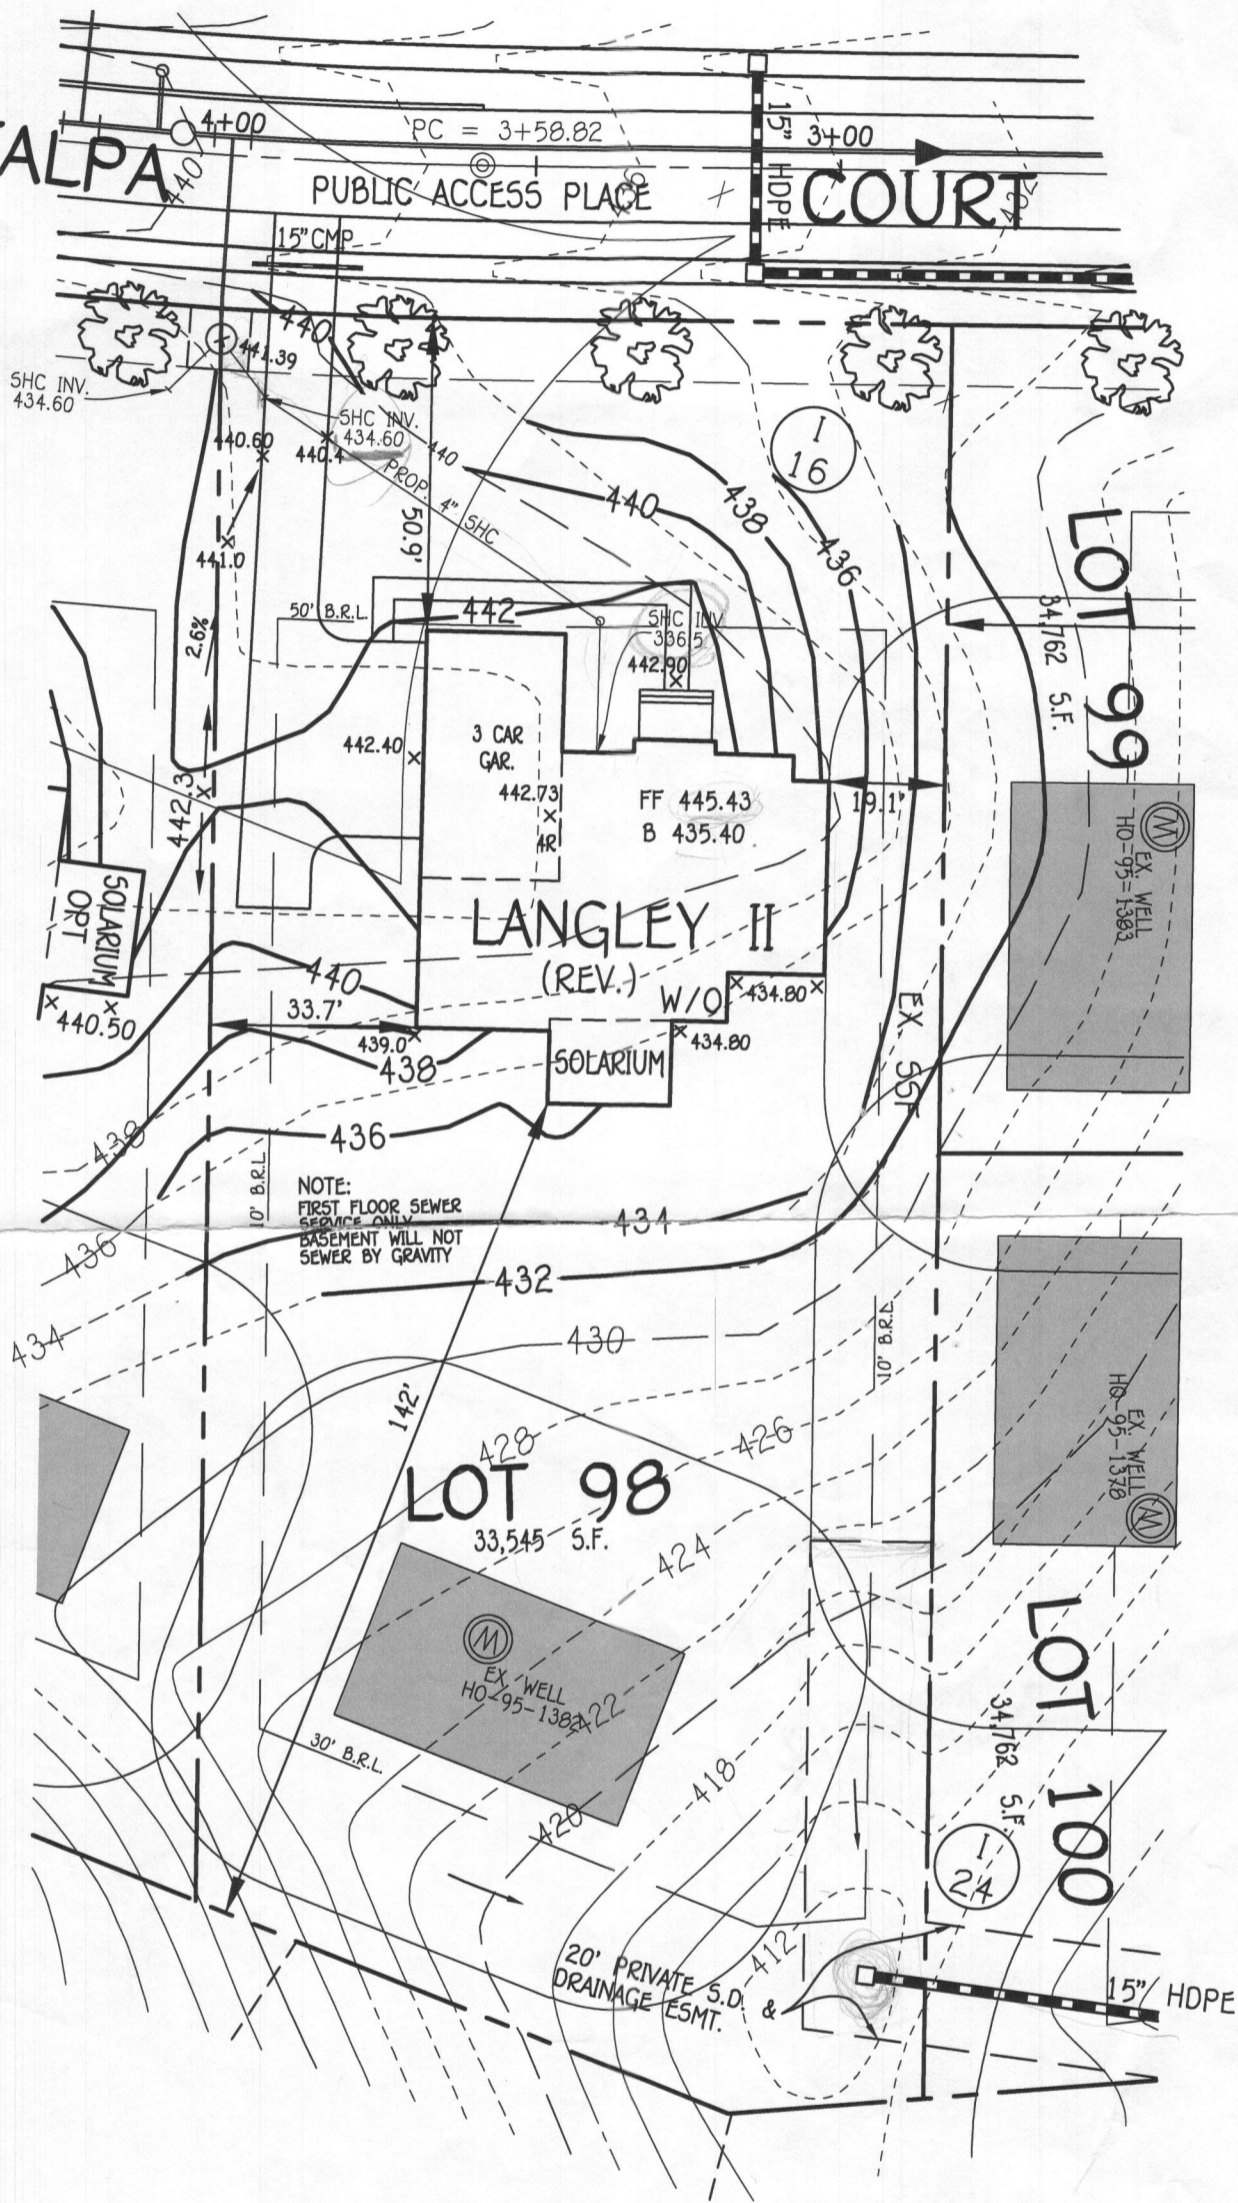 4+00
PC = 3+58.82
15" HDPE
3+00
ALPA
440
PUBLIC ACCESS PLACE
COURT
15" CMP
440
441.39
SHC INV.
434.60
SHC INV.
434.60
440.60
440.4
440
PROP. 4" SHC
50.9'
441.0
440
438
436
I
16
LOT 99
34,762 S.F.
2.6%
50' B.R.L.
442
SHC INV
336.5
442.90
442.40
3 CAR
GAR.
442.73
4R
FF 445.43
B 435.40
19.1'
442.3
EX. WELL
HO-95-1383
SOLARIUM
OPT
440.50
LANGLEY II
(REV.)
W/O
434.80
434.80
440
33.7'
439.0
438
SOLARIUM
EX. SSF
438
436
10' B.R.L.
NOTE:
FIRST FLOOR SEWER
SERVICE ONLY
BASEMENT WILL NOT
SEWER BY GRAVITY
434
436
432
434
430
10' B.R.L.
142'
428
426
EX. WELL
HO-95-1378
LOT 98
33,545 S.F.
424
EX. WELL
HO-95-1382
422
LOT 100
34,762 S.F.
30' B.R.L.
418
420
I
24
412
20' PRIVATE S.D. &
DRAINAGE ESMT.
15" HDPE